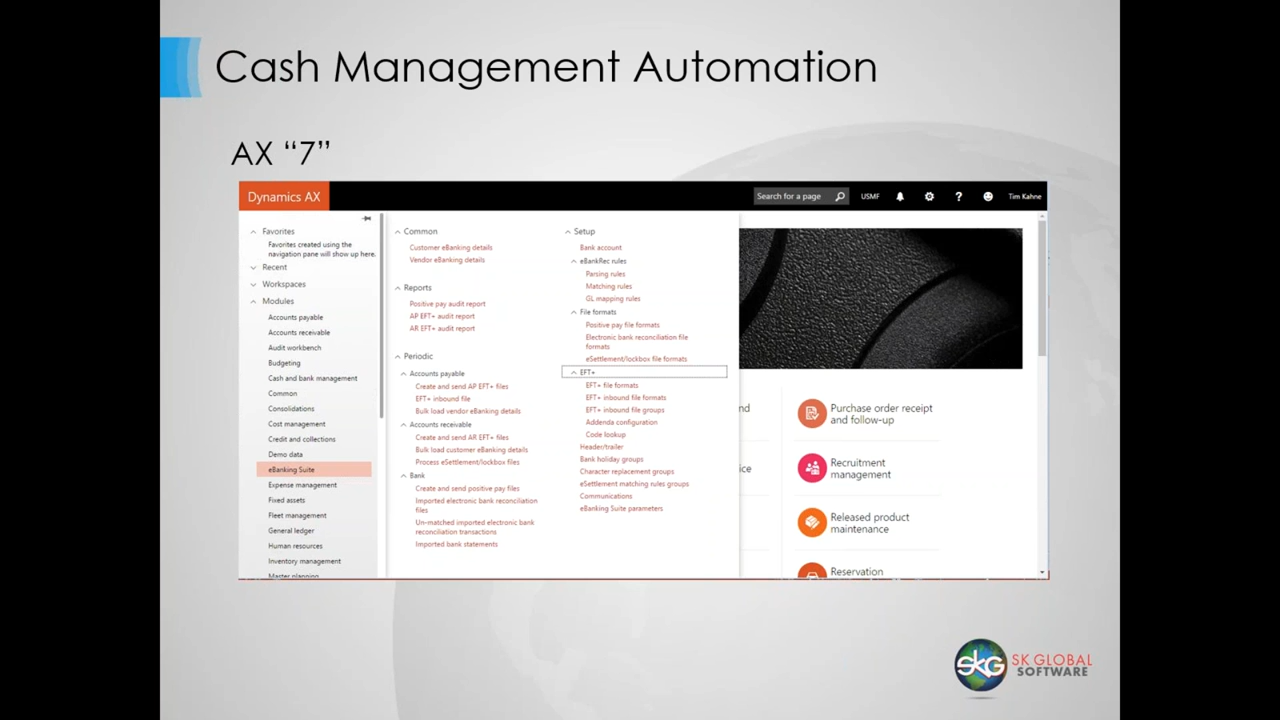 Cash Management Automation
AX “7”
Dynamics AX
Search for a page
USMF
?
Tim Kahne
Favorites
Favorites created using the
navigation pane will show up here.
Recent
Workspaces
Modules
Accounts payable
Accounts receivable
Audit workbench
Budgeting
Cash and bank management
Common
Consolidations
Cost management
Credit and collections
Demo data
eBanking Suite
Expense management
Fixed assets
Fleet management
General ledger
Human resources
Inventory management
Master planning
Common
Customer eBanking details
Vendor eBanking details
Reports
Positive pay audit report
AP EFT+ audit report
AR EFT+ audit report
Periodic
Accounts payable
Create and send AP EFT+ files
EFT+ inbound file
Bulk load vendor eBanking details
Accounts receivable
Create and send AR EFT+ files
Bulk load customer eBanking details
Process eSettlement/lockbox files
Bank
Create and send positive pay files
Imported electronic bank reconciliation
files
Un-matched imported electronic bank
reconciliation transactions
Imported bank statements
Setup
Bank account
eBankRec rules
Parsing rules
Matching rules
GL mapping rules
File formats
Positive pay file formats
Electronic bank reconciliation file
formats
eSettlement/lockbox file formats
EFT+
EFT+ file formats
EFT+ inbound file formats
EFT+ inbound file groups
Addenda configuration
Code lookup
Header/trailer
Bank holiday groups
Character replacement groups
eSettlement matching rules groups
Communications
eBanking Suite parameters
nd
ice
Purchase order receipt
and follow-up
Recruitment
management
Released product
maintenance
Reservation
skg
SK GLOBAL
SOFTWARE